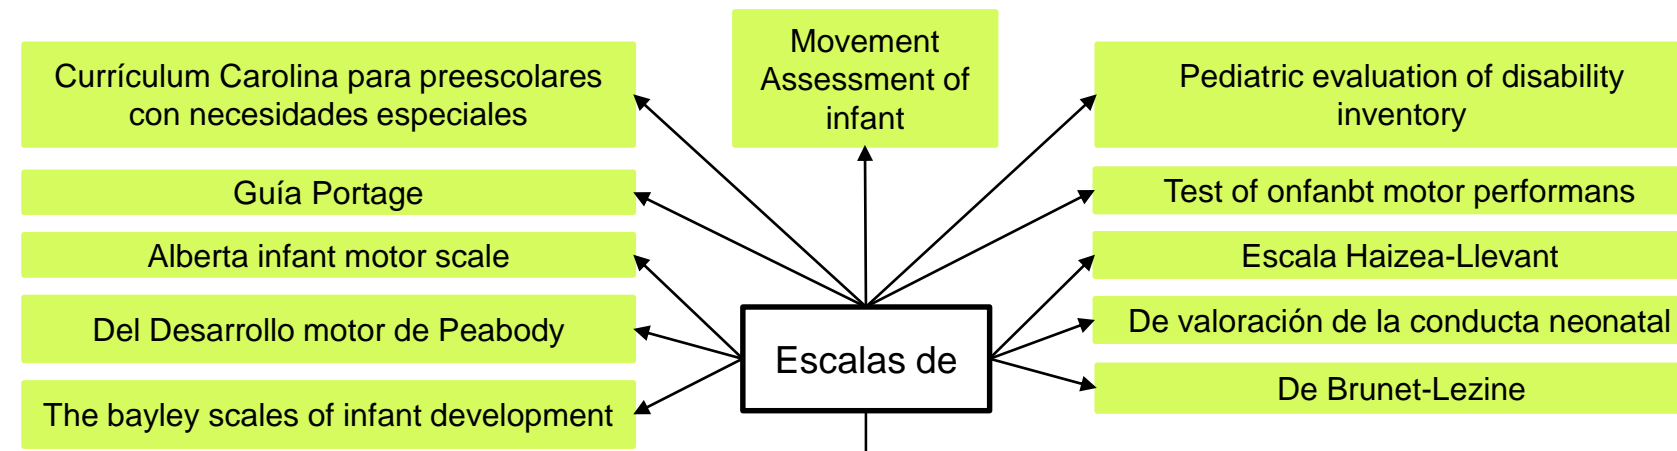 Currículum Carolina para preescolares
con necesidades especiales
Guía Portage
Alberta infant motor scale
Del Desarrollo motor de Peabody
The bayley scales of infant development
Movement
Assessment of
infant
Escalas de
Pediatric evaluation of disability
inventory
Test of onfanbt motor performans
Escala Haizea-Llevant
De valoración de la conducta neonatal
De Brunet-Lezine